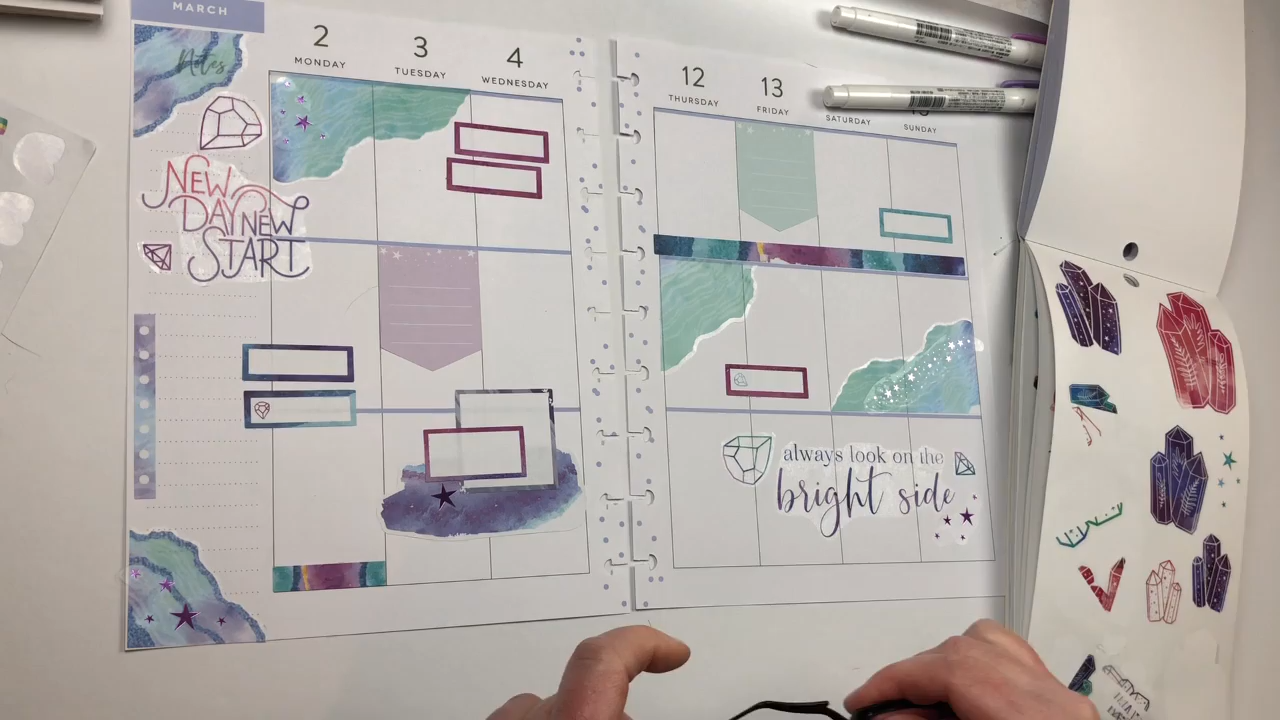 MARCH
Notes
2
MONDAY
3
TUESDAY
4
WEDNESDAY
12
THURSDAY
13
FRIDAY
SATURDAY
SUNDAY
NEW
DAY NEW
START
always look on the
bright side